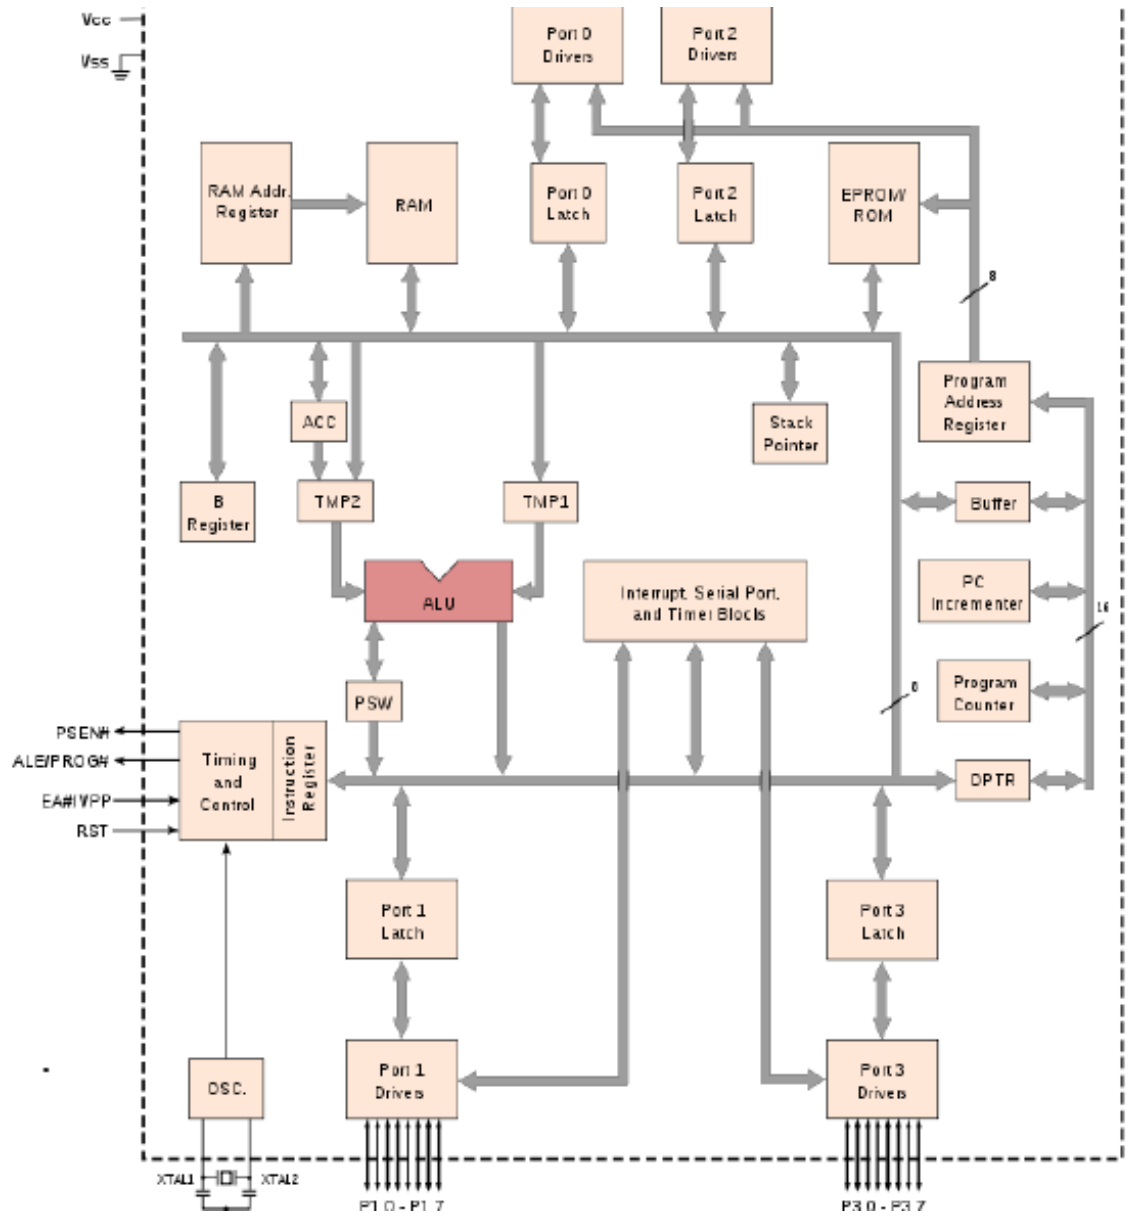 Vcc
Vss
Port 0
Drivers
Port 2
Drivers
RAM Addr.
Register
RAM
Port 0
Latch
Port 2
Latch
EPROM/
ROM
8
Program
Address
Register
ACC
Stack
Pointer
B
Register
TMP2
TMP1
Buffer
ALU
Interrupt, Serial Port,
and Timer Blocks
PC
Incrementer
16
PSW
8
Program
Counter
PSEN#
ALE/PROG#
EA#/VPP
RST
Timing
and
Control
Instruction
Register
DPTR
Port 1
Latch
Port 3
Latch
OSC.
Port 1
Drivers
Port 3
Drivers
XTAL1
XTAL2
P1.0 - P1.7
P3.0 - P3.7